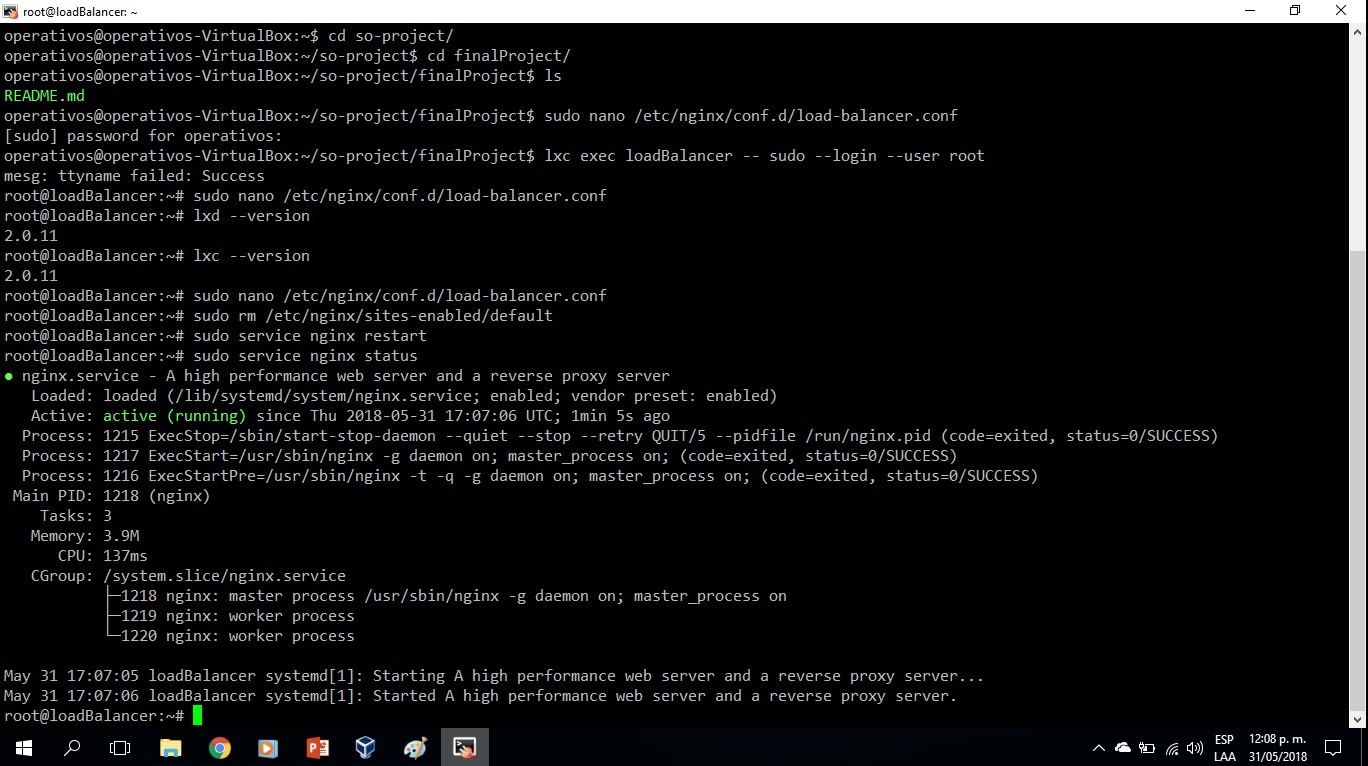 root@loadBalancer: ~
operativos@operativos-VirtualBox:~$ cd so-project/
operativos@operativos-VirtualBox:~/so-project$ cd finalProject/
operativos@operativos-VirtualBox:~/so-project/finalProject$ ls
README.md
operativos@operativos-VirtualBox:~/so-project/finalProject$ sudo nano /etc/nginx/conf.d/load-balancer.conf
[sudo] password for operativos:
operativos@operativos-VirtualBox:~/so-project/finalProject$ lxc exec loadBalancer -- sudo --login --user root
mesg: ttyname failed: Success
root@loadBalancer:~# sudo nano /etc/nginx/conf.d/load-balancer.conf
root@loadBalancer:~# lxd --version
2.0.11
root@loadBalancer:~# lxc --version
2.0.11
root@loadBalancer:~# sudo nano /etc/nginx/conf.d/load-balancer.conf
root@loadBalancer:~# sudo rm /etc/nginx/sites-enabled/default
root@loadBalancer:~# sudo service nginx restart
root@loadBalancer:~# sudo service nginx status
● nginx.service - A high performance web server and a reverse proxy server
   Loaded: loaded (/lib/systemd/system/nginx.service; enabled; vendor preset: enabled)
   Active: active (running) since Thu 2018-05-31 17:07:06 UTC; 1min 5s ago
  Process: 1215 ExecStop=/sbin/start-stop-daemon --quiet --stop --retry QUIT/5 --pidfile /run/nginx.pid (code=exited, status=0/SUCCESS)
  Process: 1217 ExecStart=/usr/sbin/nginx -g daemon on; master_process on; (code=exited, status=0/SUCCESS)
  Process: 1216 ExecStartPre=/usr/sbin/nginx -t -q -g daemon on; master_process on; (code=exited, status=0/SUCCESS)
 Main PID: 1218 (nginx)
    Tasks: 3
   Memory: 3.9M
      CPU: 137ms
   CGroup: /system.slice/nginx.service
           ├─1218 nginx: master process /usr/sbin/nginx -g daemon on; master_process on
           ├─1219 nginx: worker process
           └─1220 nginx: worker process
May 31 17:07:05 loadBalancer systemd[1]: Starting A high performance web server and a reverse proxy server...
May 31 17:07:06 loadBalancer systemd[1]: Started A high performance web server and a reverse proxy server.
root@loadBalancer:~#
ESP 12:08 p. m.
LAA 31/05/2018